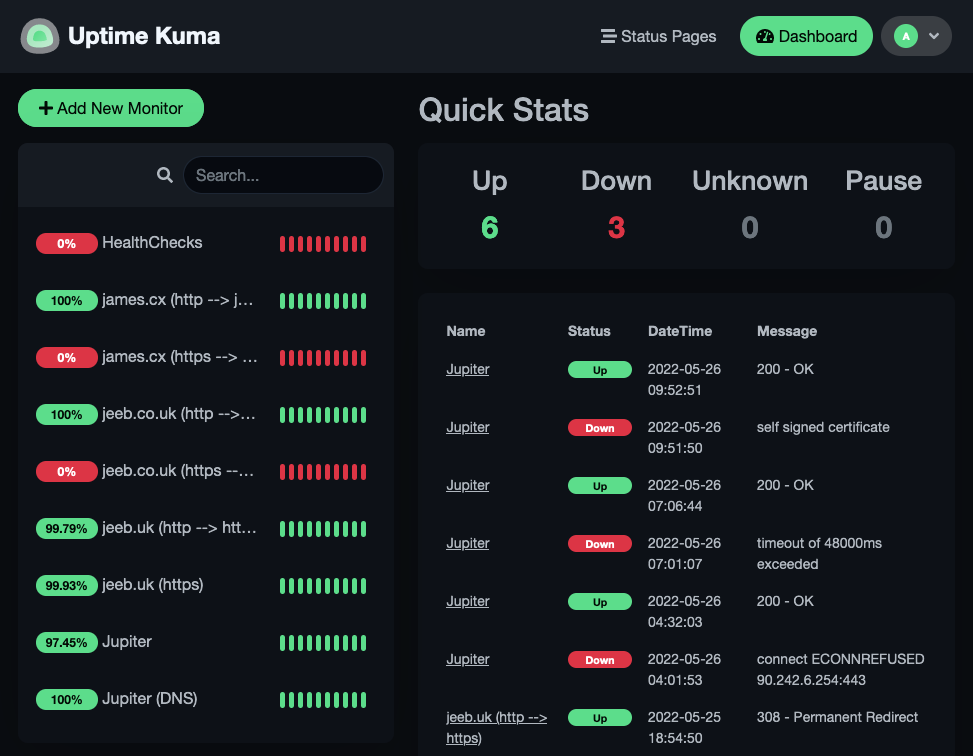 Uptime Kuma
Status Pages
Dashboard
A
Add New Monitor
Search...
0% HealthChecks
100% james.cx (http --> j…
0% james.cx (https --> …
100% jeeb.co.uk (http -->…
0% jeeb.co.uk (https --…
99.79% jeeb.uk (http --> htt…
99.93% jeeb.uk (https)
97.45% Jupiter
100% Jupiter (DNS)
Quick Stats
Up Down Unknown Pause
6 3 0 0
Name Status DateTime Message
Jupiter Up 2022-05-26 200 - OK
09:52:51
Jupiter Down 2022-05-26 self signed certificate
09:51:50
Jupiter Up 2022-05-26 200 - OK
07:06:44
Jupiter Down 2022-05-26 timeout of 48000ms
07:01:07 exceeded
Jupiter Up 2022-05-26 200 - OK
04:32:03
Jupiter Down 2022-05-26 connect ECONNREFUSED
04:01:53 90.242.6.254:443
jeeb.uk (http --> Up 2022-05-25 308 - Permanent Redirect
https) 18:54:50